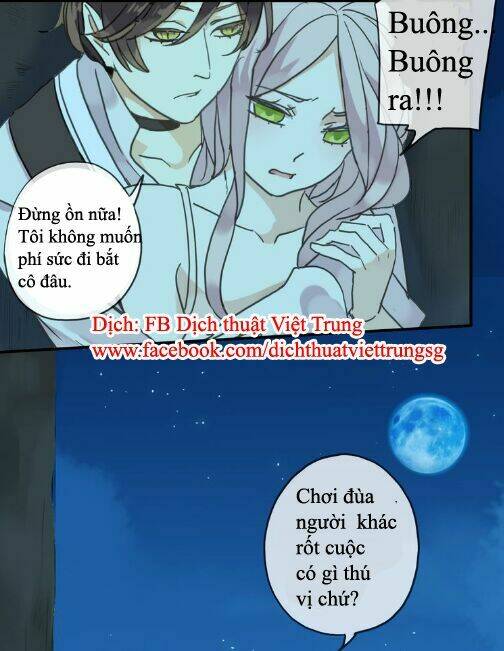 Buông...
Buông
ra!!!
Đừng ồn nữa!
Tôi không muốn
phí sức đi bắt
cô đâu.
Dịch: FB Dịch thuật Việt Trung
www.facebook.com/dichthuatviettrungsg
Chơi đùa
người khác
rốt cuộc
có gì thú
vị chứ?